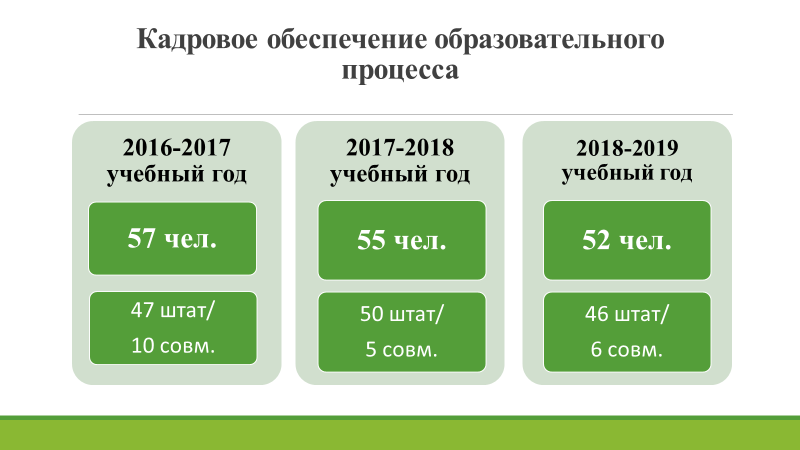 Кадровое обеспечение образовательного
процесса
2016-2017
учебный год
57 чел.
47 штат/
10 совм.
2017-2018
учебный год
55 чел.
50 штат/
5 совм.
2018-2019
учебный год
52 чел.
46 штат/
6 совм.